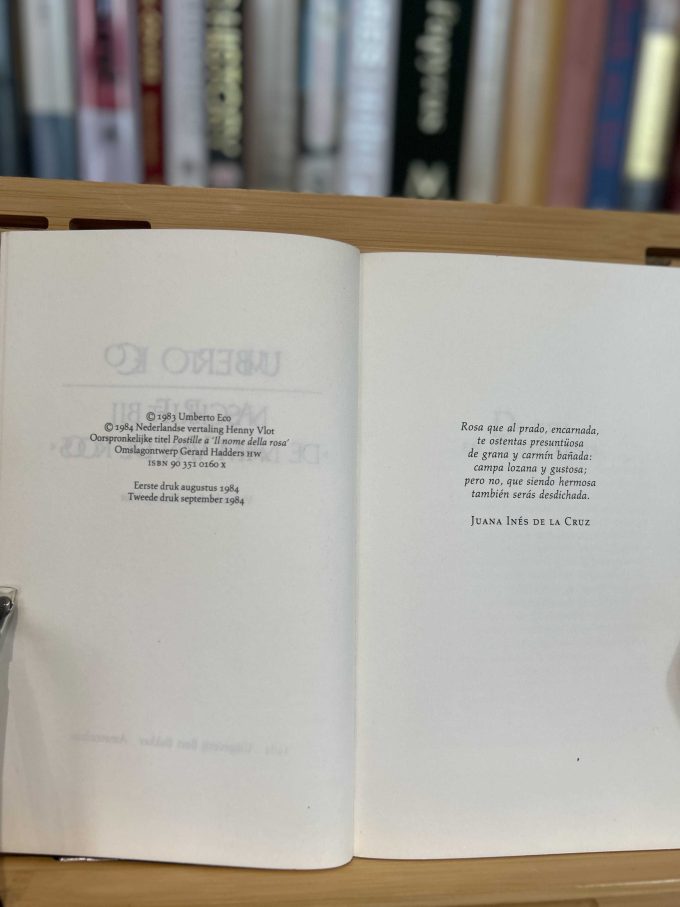 UMBERTO ECO
© 1983 Umberto Eco
© 1984 Nederlandse vertaling Henny Vlot
Oorspronkelijke titel Postille a 'Il nome della rosa'
Omslagontwerp Gerard Hadders HW
ISBN 90 351 0160 X
Eerste druk augustus 1984
Tweede druk september 1984
Rosa que al prado, encarnada,
te ostentas presuntüosa
de grana y carmín bañada:
campa lozana y gustosa;
pero no, que siendo hermosa
también serás desdichada.
Juana Inés de la Cruz